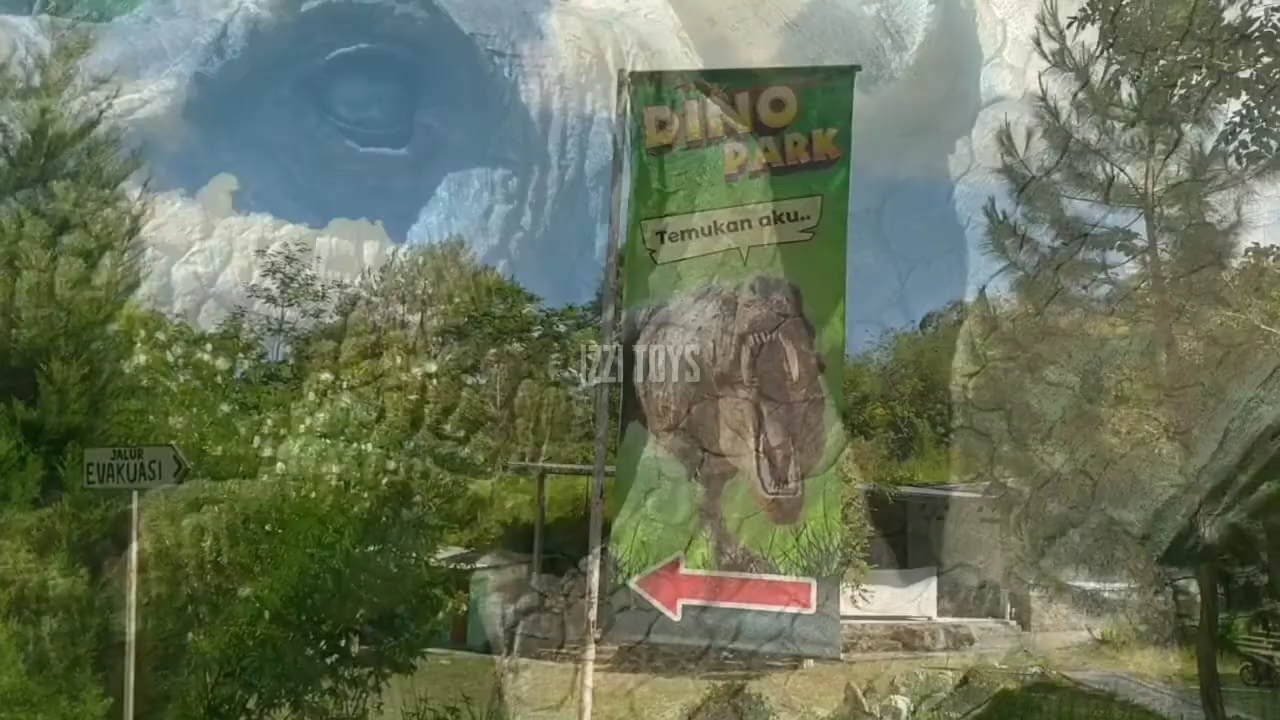 DINO
PARK
Temukan aku..
IZZI TOYS
JALUR
EVAKUASI